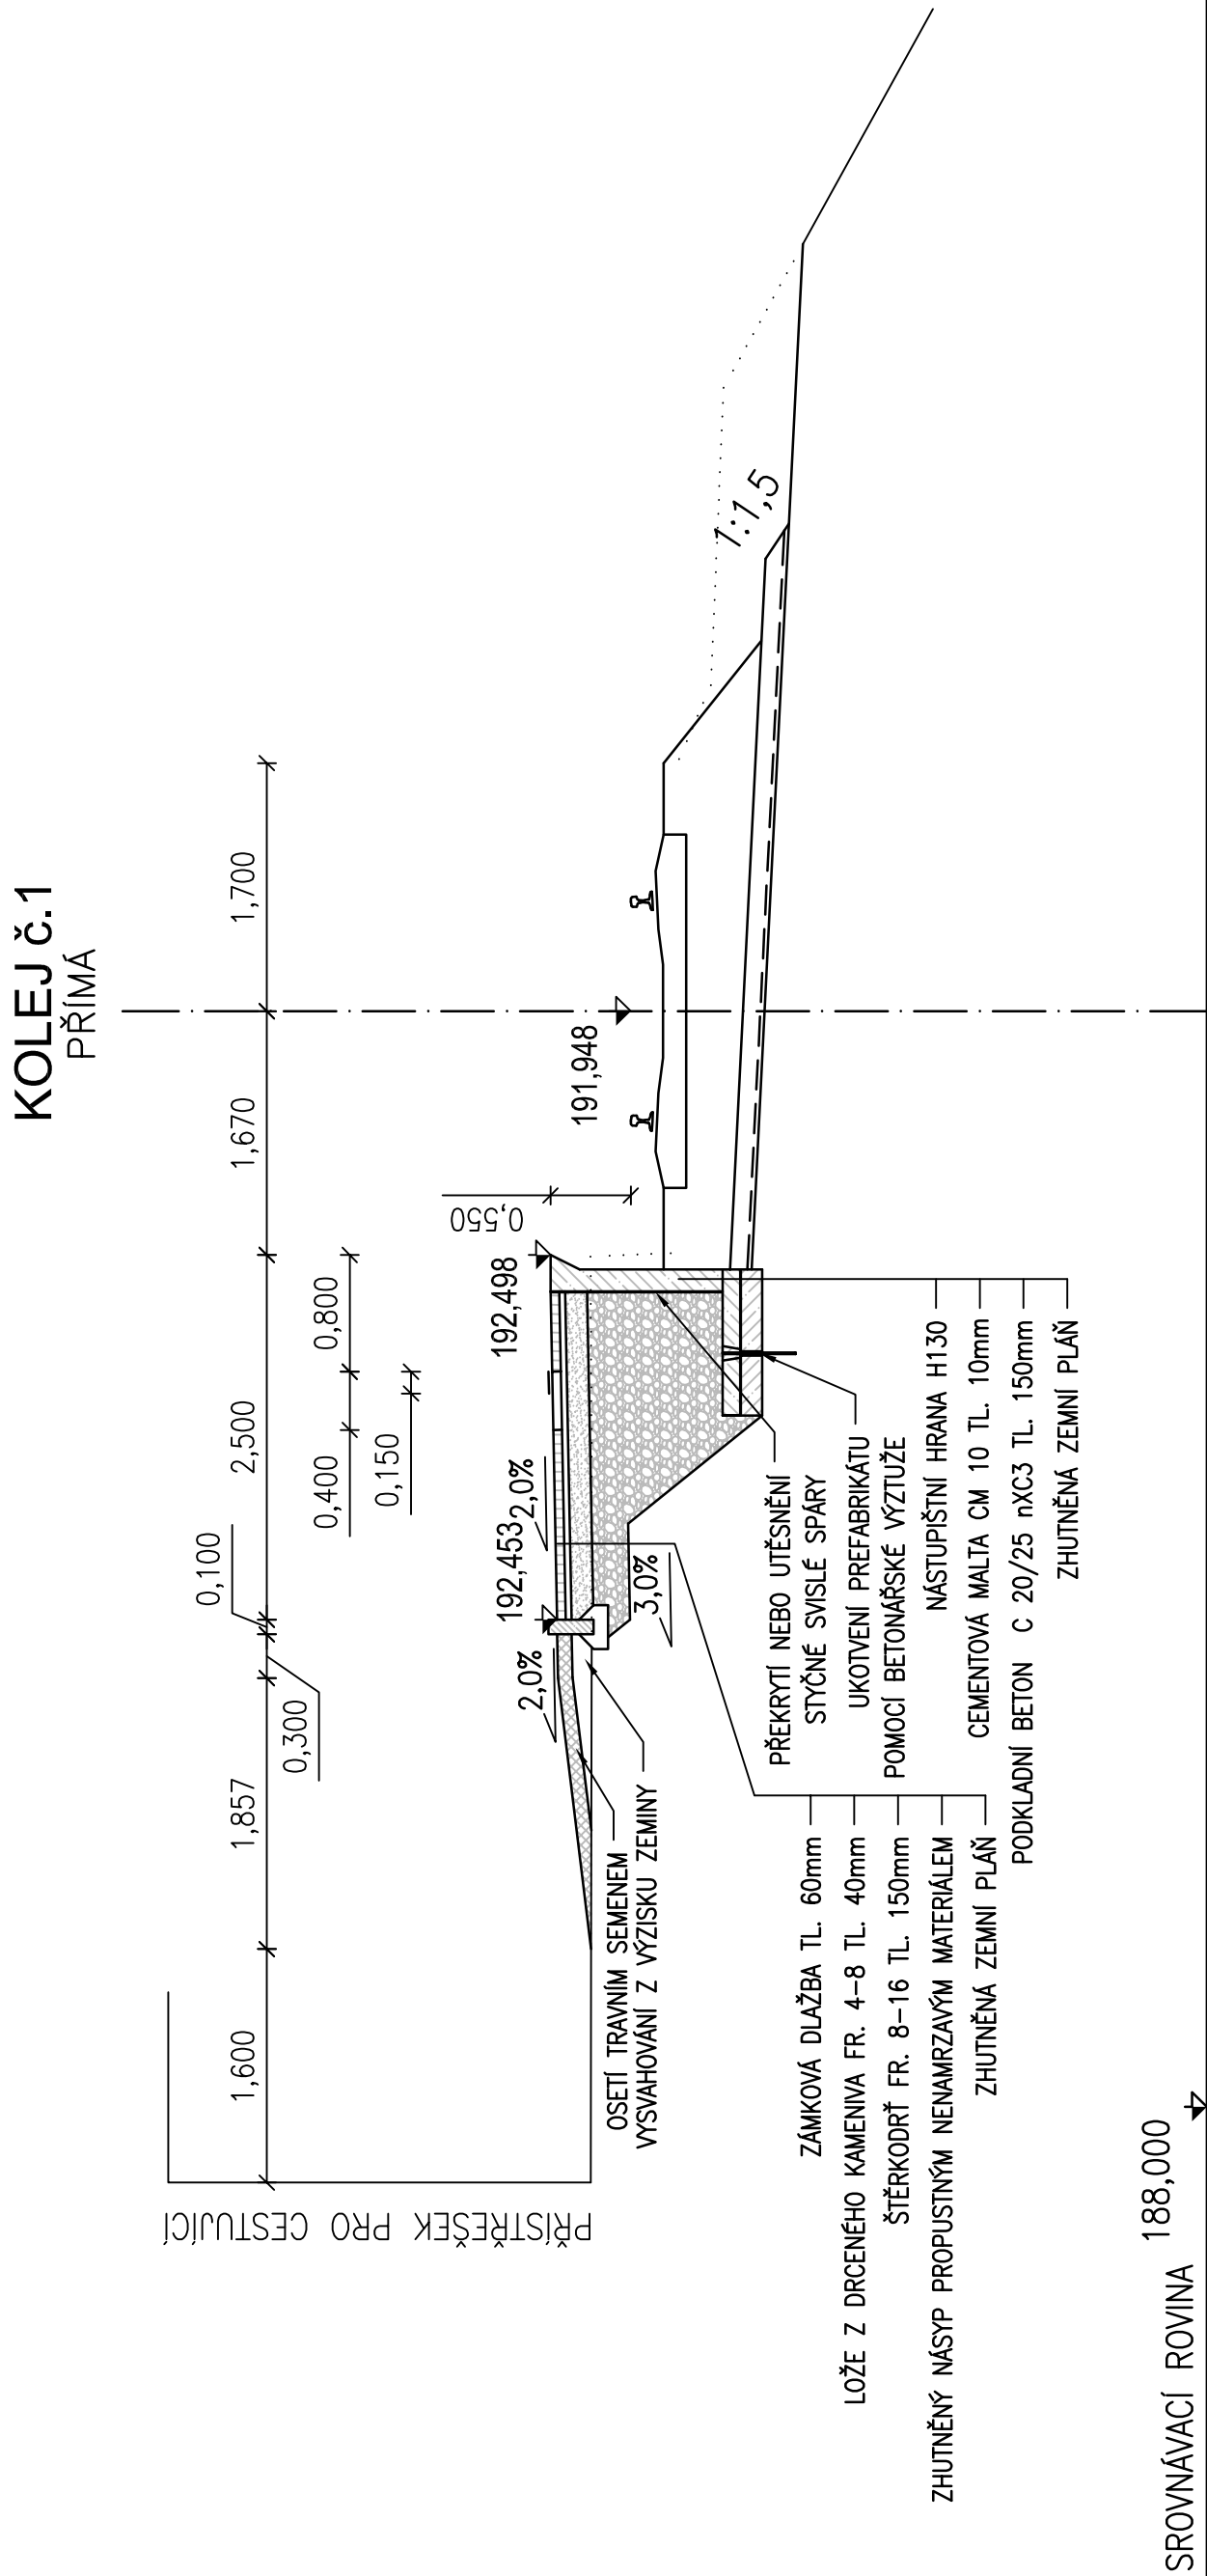 KOLEJ č.1
PŘÍMÁ
0,100
0,300
1,600
1,857
2,500
1,670
1,700
0,400
0,800
0,150
PŘÍSTŘEŠEK PRO CESTUJÍCÍ
0,550
192,498
192,453
191,948
2,0%
2,0%
3,0%
1:1,5
OSETÍ TRAVNÍM SEMENEM
VYSVAHOVÁNÍ Z VÝZISKU ZEMINY
PŘEKRYTÍ NEBO UTĚSNĚNÍ
STYČNÉ SVISLÉ SPÁRY
UKOTVENÍ PREFABRIKÁTU
POMOCÍ BETONÁŘSKÉ VÝZTUŽE
NÁSTUPIŠTNÍ HRANA H130
CEMENTOVÁ MALTA CM 10 TL. 10mm
PODKLADNÍ BETON C 20/25 nXC3 TL. 150mm
ZHUTNĚNÁ ZEMNÍ PLÁŇ
ZÁMKOVÁ DLAŽBA TL. 60mm
LOŽE Z DRCENÉHO KAMENIVA FR. 4-8 TL. 40mm
ŠTĚRKODRŤ FR. 8-16 TL. 150mm
ZHUTNĚNÝ NÁSYP PROPUSTNÝM NENAMRZAVÝM MATERIÁLEM
ZHUTNĚNÁ ZEMNÍ PLÁŇ
SROVNÁVACÍ ROVINA 188,000